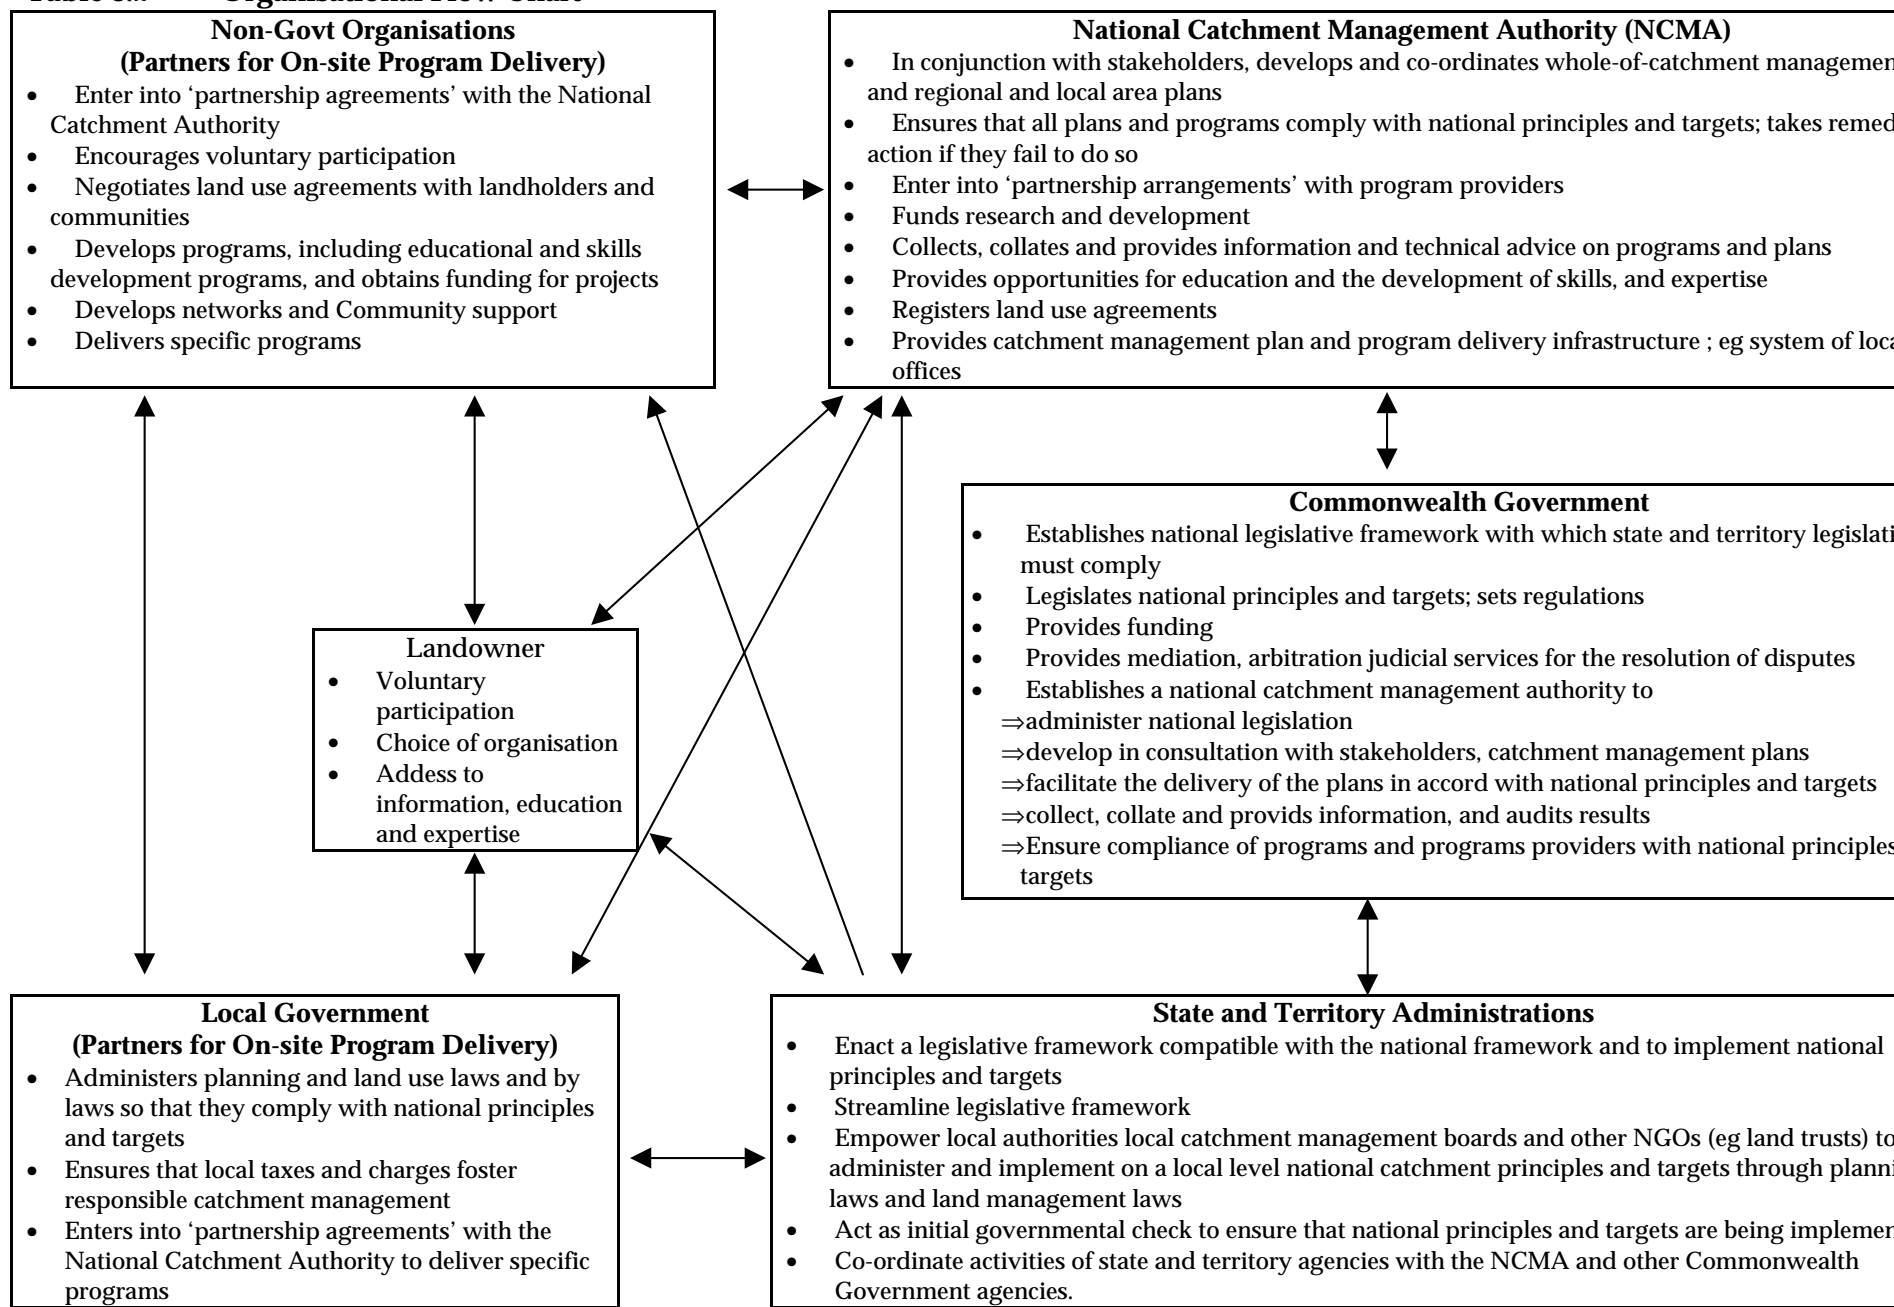 Non-Govt Organisations
(Partners for On-site Program Delivery)
• Enter into ‘partnership agreements’ with the National
Catchment Authority
• Encourages voluntary participation
• Negotiates land use agreements with landholders and
communities
• Develops programs, including educational and skills
development programs, and obtains funding for projects
• Develops networks and Community support
• Delivers specific programs
National Catchment Management Authority (NCMA)
• In conjunction with stakeholders, develops and co-ordinates whole-of-catchment managemen
and regional and local area plans
• Ensures that all plans and programs comply with national principles and targets; takes remed
action if they fail to do so
• Enter into ‘partnership arrangements’ with program providers
• Funds research and development
• Collects, collates and provides information and technical advice on programs and plans
• Provides opportunities for education and the development of skills, and expertise
• Registers land use agreements
• Provides catchment management plan and program delivery infrastructure ; eg system of loca
offices
Commonwealth Government
• Establishes national legislative framework with which state and territory legislati
must comply
• Legislates national principles and targets; sets regulations
• Provides funding
• Provides mediation, arbitration judicial services for the resolution of disputes
• Establishes a national catchment management authority to
⇒administer national legislation
⇒develop in consultation with stakeholders, catchment management plans
⇒facilitate the delivery of the plans in accord with national principles and targets
⇒collect, collate and provids information, and audits results
⇒Ensure compliance of programs and programs providers with national principles
targets
Landowner
• Voluntary
participation
• Choice of organisation
• Addess to
information, education
and expertise
Local Government
(Partners for On-site Program Delivery)
• Administers planning and land use laws and by
laws so that they comply with national principles
and targets
• Ensures that local taxes and charges foster
responsible catchment management
• Enters into ‘partnership agreements’ with the
National Catchment Authority to deliver specific
programs
State and Territory Administrations
• Enact a legislative framework compatible with the national framework and to implement national
principles and targets
• Streamline legislative framework
• Empower local authorities local catchment management boards and other NGOs (eg land trusts) to
administer and implement on a local level national catchment principles and targets through planni
laws and land management laws
• Act as initial governmental check to ensure that national principles and targets are being implemen
• Co-ordinate activities of state and territory agencies with the NCMA and other Commonwealth
Government agencies.